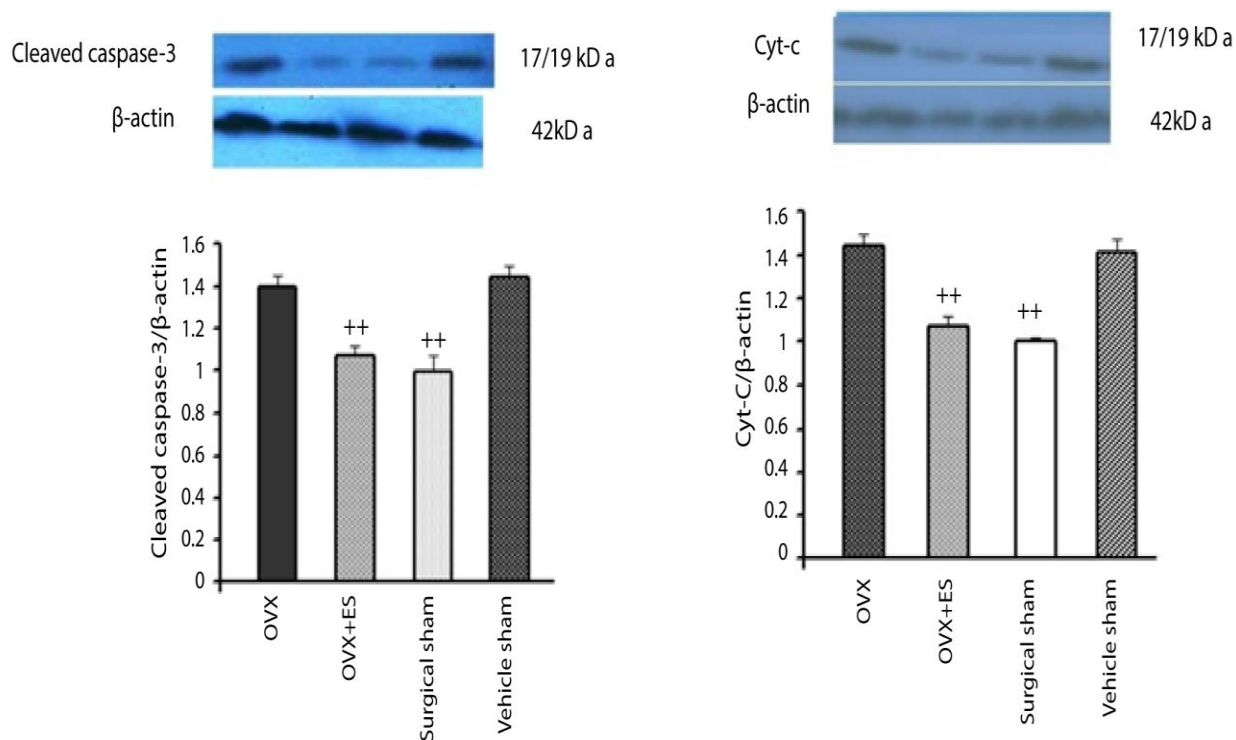 Cleaved caspase-3
17/19 kD a
β-actin
42kD a
Cleaved caspase-3/β-actin
1.6
1.4
1.2
1
0.8
0.6
0.4
0.2
0
++
++
OVX
OVX+ES
Surgical sham
Vehicle sham
Cyt-c
17/19 kD a
β-actin
42kD a
Cyt-C/β-actin
1.6
1.4
1.2
1
0.8
0.6
0.4
0.2
0
++
++
OVX
OVX+ES
Surgical sham
Vehicle sham